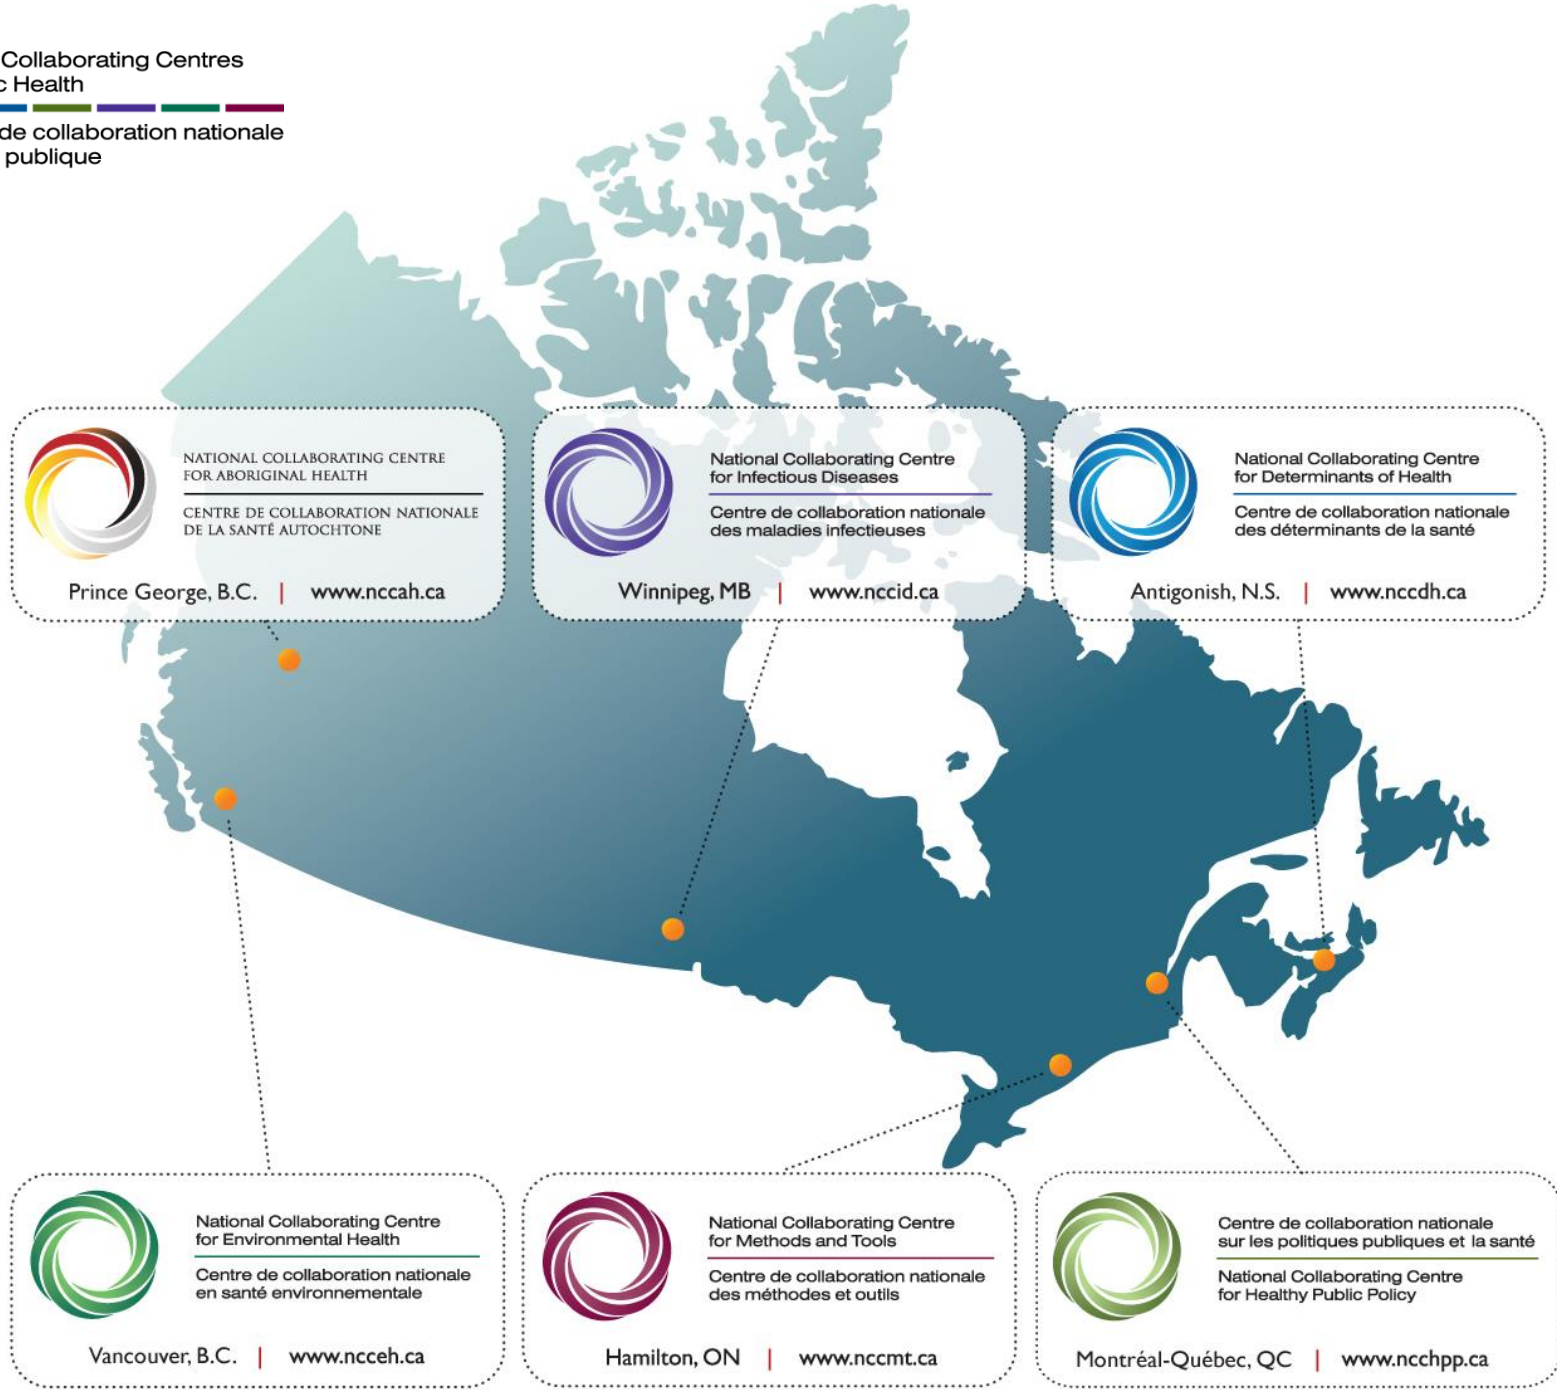 Collaborating Centres
c Health
de collaboration nationale
publique
NATIONAL COLLABORATING CENTRE
FOR ABORIGINAL HEALTH
CENTRE DE COLLABORATION NATIONALE
DE LA SANTÉ AUTOCHTONE
Prince George, B.C. | www.nccah.ca
National Collaborating Centre
for Infectious Diseases
Centre de collaboration nationale
des maladies infectieuses
Winnipeg, MB | www.nccid.ca
National Collaborating Centre
for Determinants of Health
Centre de collaboration nationale
des déterminants de la santé
Antigonish, N.S. | www.nccdh.ca
National Collaborating Centre
for Environmental Health
Centre de collaboration nationale
en santé environnementale
Vancouver, B.C. | www.ncceh.ca
National Collaborating Centre
for Methods and Tools
Centre de collaboration nationale
des méthodes et outils
Hamilton, ON | www.nccmt.ca
Centre de collaboration nationale
sur les politiques publiques et la santé
National Collaborating Centre
for Healthy Public Policy
Montréal-Québec, QC | www.ncchpp.ca